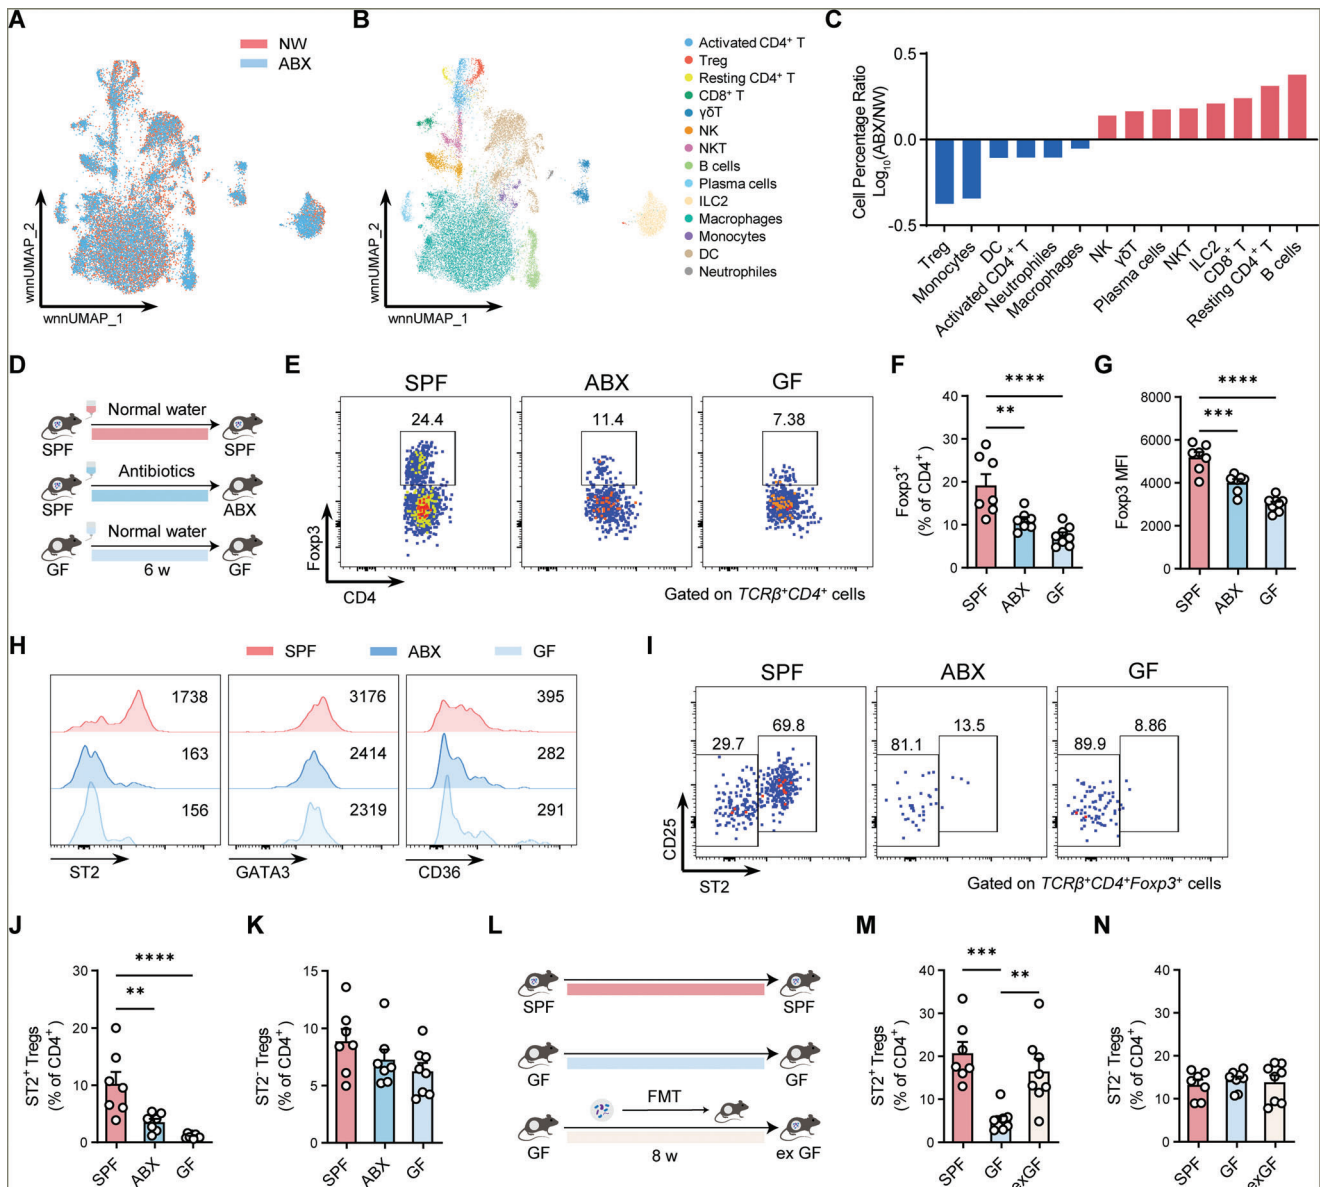 A
NW
ABX
wnnUMAP_2
wnnUMAP_1
B
Activated CD4⁺ T
Treg
Resting CD4⁺ T
CD8⁺ T
γδT
NK
NKT
B cells
Plasma cells
ILC2
Macrophages
Monocytes
DC
Neutrophiles
wnnUMAP_2
wnnUMAP_1
C
Cell Percentage Ratio
Log₁₀(ABX/NW)
0.5
0.0
-0.5
Treg
Monocytes
DC
Activated CD4⁺ T
Neutrophiles
Macrophages
NK
γδT
Plasma cells
NKT
ILC2
CD8⁺ T
Resting CD4⁺ T
B cells
D
Normal water
SPF
SPF
Antibiotics
SPF
ABX
Normal water
GF
6 w
GF
E
SPF
ABX
GF
24.4
11.4
7.38
Foxp3
CD4
Gated on TCRβ⁺CD4⁺ cells
F
Foxp3⁺
(% of CD4⁺)
40
30
20
10
0
****
**
SPF
ABX
GF
G
Foxp3 MFI
8000
6000
4000
2000
0
****
***
SPF
ABX
GF
H
SPF
ABX
GF
1738
163
156
ST2
3176
2414
2319
GATA3
395
282
291
CD36
I
SPF
ABX
GF
29.7
69.8
81.1
13.5
89.9
8.86
CD25
ST2
Gated on TCRβ⁺CD4⁺Foxp3⁺ cells
J
ST2⁺ Tregs
(% of CD4⁺)
30
20
10
0
****
**
SPF
ABX
GF
K
ST2⁻ Tregs
(% of CD4⁺)
15
10
5
0
SPF
ABX
GF
L
SPF
SPF
GF
GF
FMT
GF
8 w
ex GF
M
ST2⁺ Tregs
(% of CD4⁺)
40
30
20
10
0
***
**
SPF
GF
exGF
N
ST2⁻ Tregs
(% of CD4⁺)
40
30
20
10
0
SPF
GF
exGF